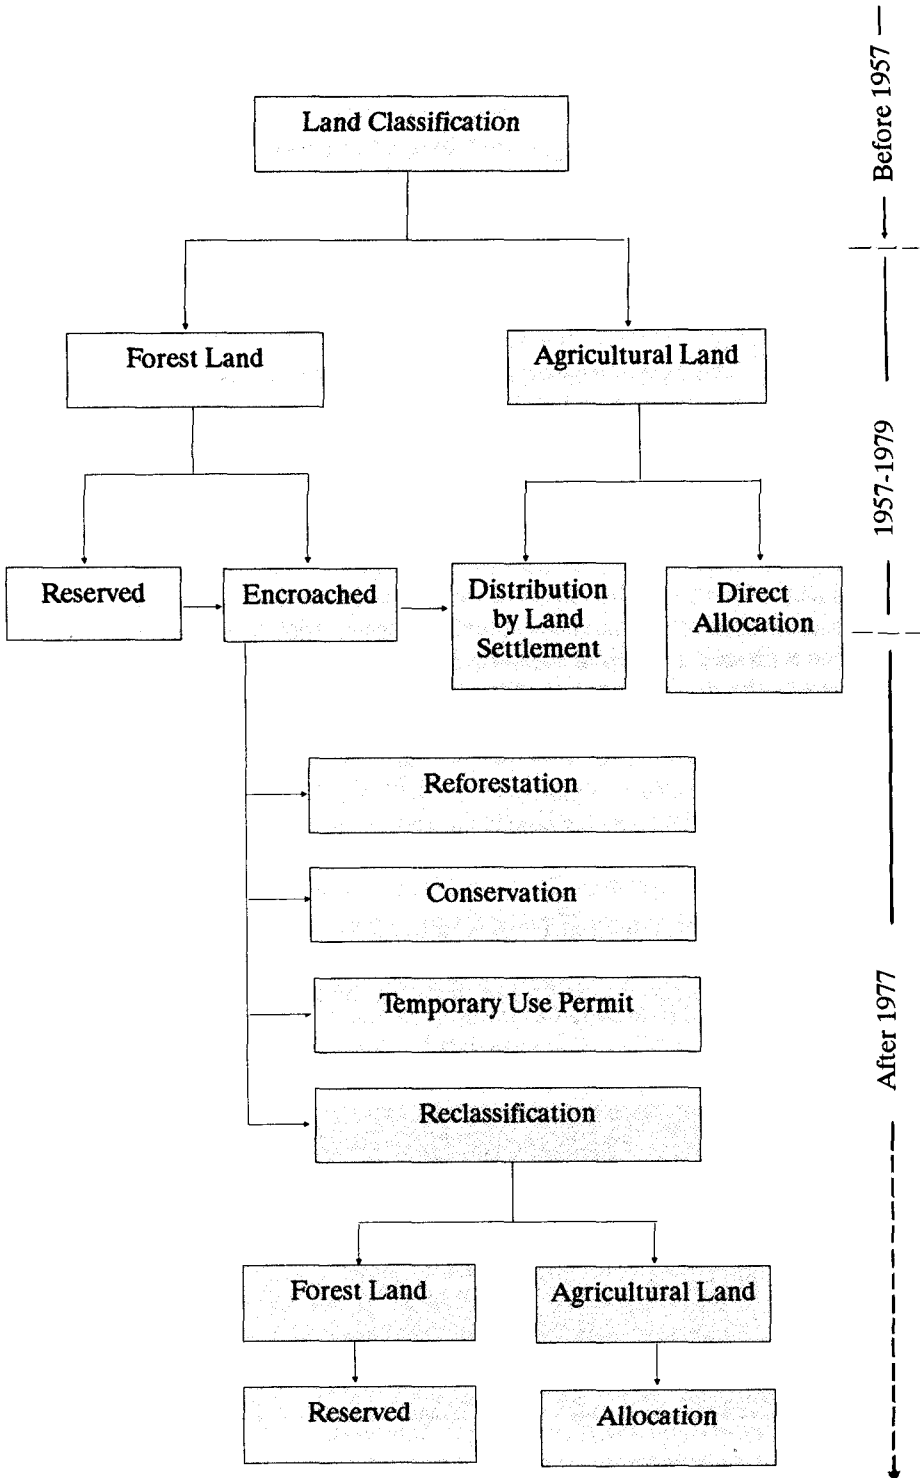 Before 1957
Land Classification
Forest Land
Agricultural Land
1957-1979
Reserved
Encroached
Distribution
by Land
Settlement
Direct
Allocation
Reforestation
Conservation
Temporary Use Permit
After 1977
Reclassification
Forest Land
Agricultural Land
Reserved
Allocation